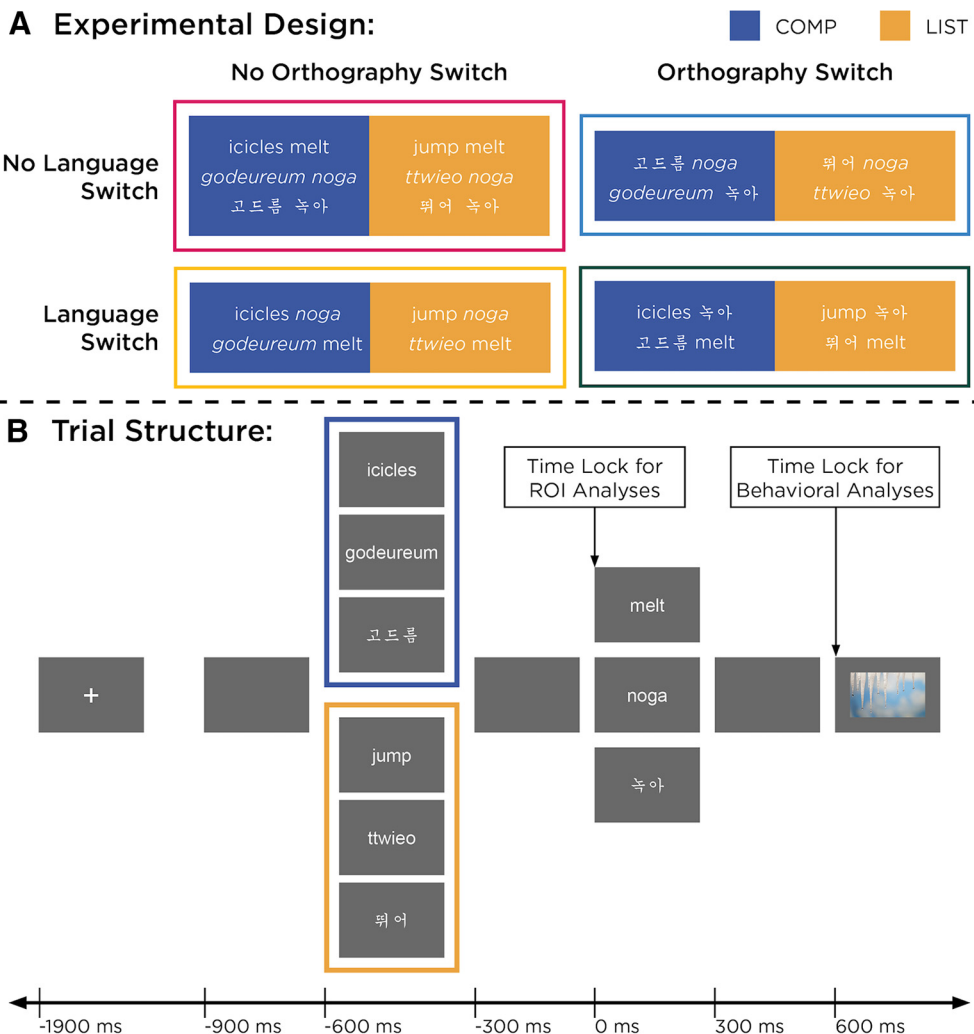 A Experimental Design:
COMP
LIST
No Orthography Switch
Orthography Switch
No Language
Switch
icicles melt
godeureum noga
고드름 녹아
jump melt
ttwieo noga
뛰어 녹아
고드름 noga
godeureum 녹아
뛰어 noga
ttwieo 녹아
Language
Switch
icicles noga
godeureum melt
jump noga
ttwieo melt
icicles 녹아
고드름 melt
jump 녹아
뛰어 melt
B Trial Structure:
Time Lock for
ROI Analyses
Time Lock for
Behavioral Analyses
+
icicles
godeureum
고드름
jump
ttwieo
뛰어
melt
noga
녹아
-1900 ms
-900 ms
-600 ms
-300 ms
0 ms
300 ms
600 ms